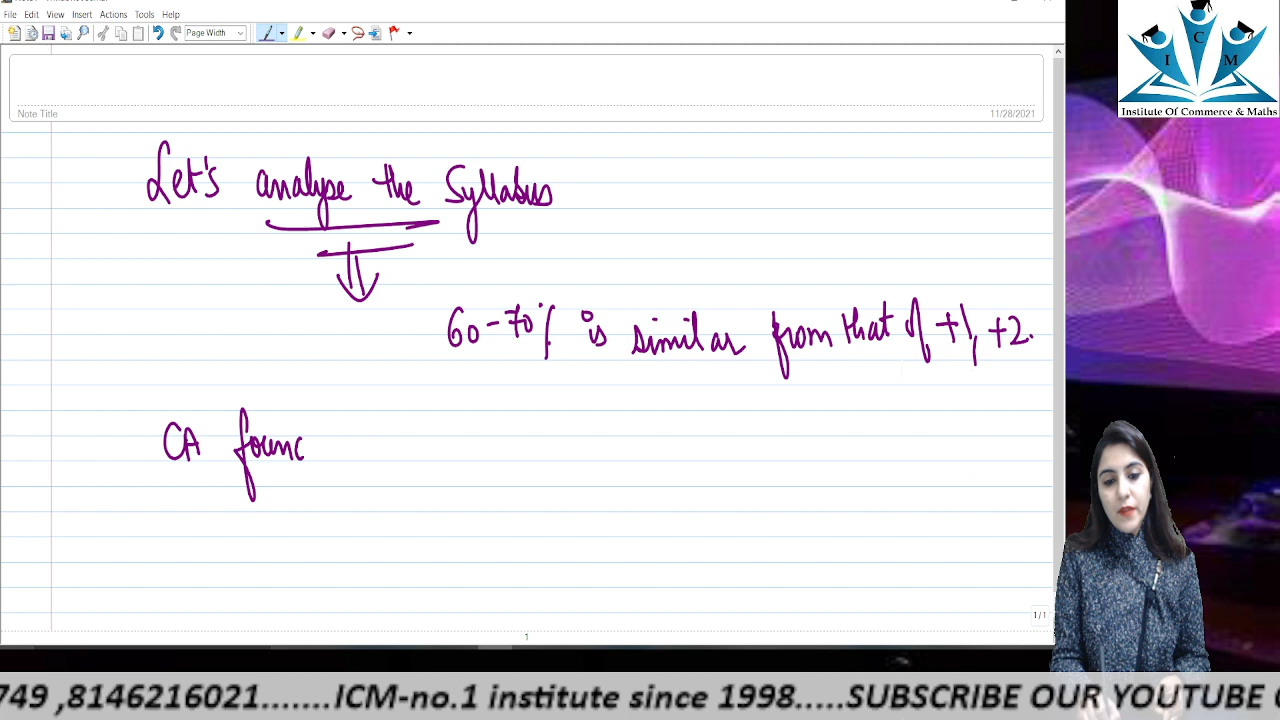 File Edit View Insert Actions Tools Help
Page Width
Note Title
11/28/2021
Let's analyse the Syllabus
60-70% is similar from that of +1, +2.
CA founc
1/1
1
I C M
Institute Of Commerce & Maths
749 ,8146216021.......ICM-no.1 institute since 1998.....SUBSCRIBE OUR YOUTUBE